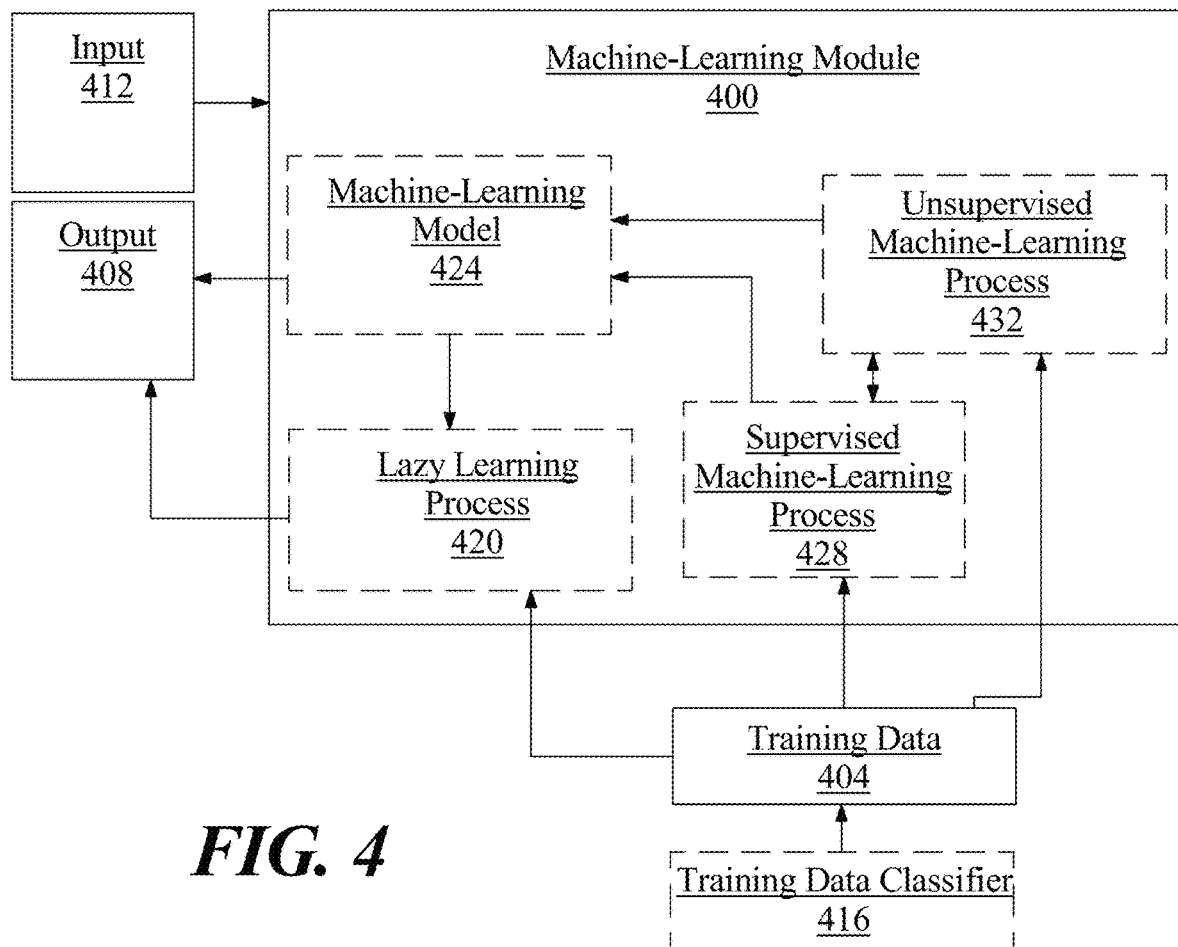 Input
412
Machine-Learning Module
400
Output
408
Machine-Learning
Model
424
Unsupervised
Machine-Learning
Process
432
Lazy Learning
Process
420
Supervised
Machine-Learning
Process
428
Training Data
404
Training Data Classifier
416
FIG. 4